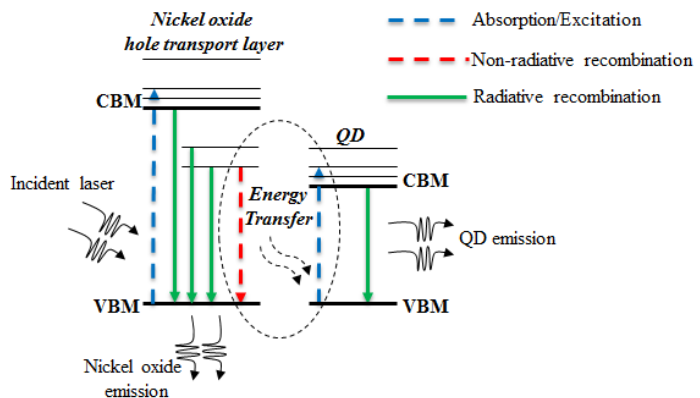 Nickel oxide
hole transport layer
Absorption/Excitation
Non-radiative recombination
Radiative recombination
CBM
QD
CBM
Incident laser
Energy
Transfer
QD emission
VBM
VBM
Nickel oxide
emission